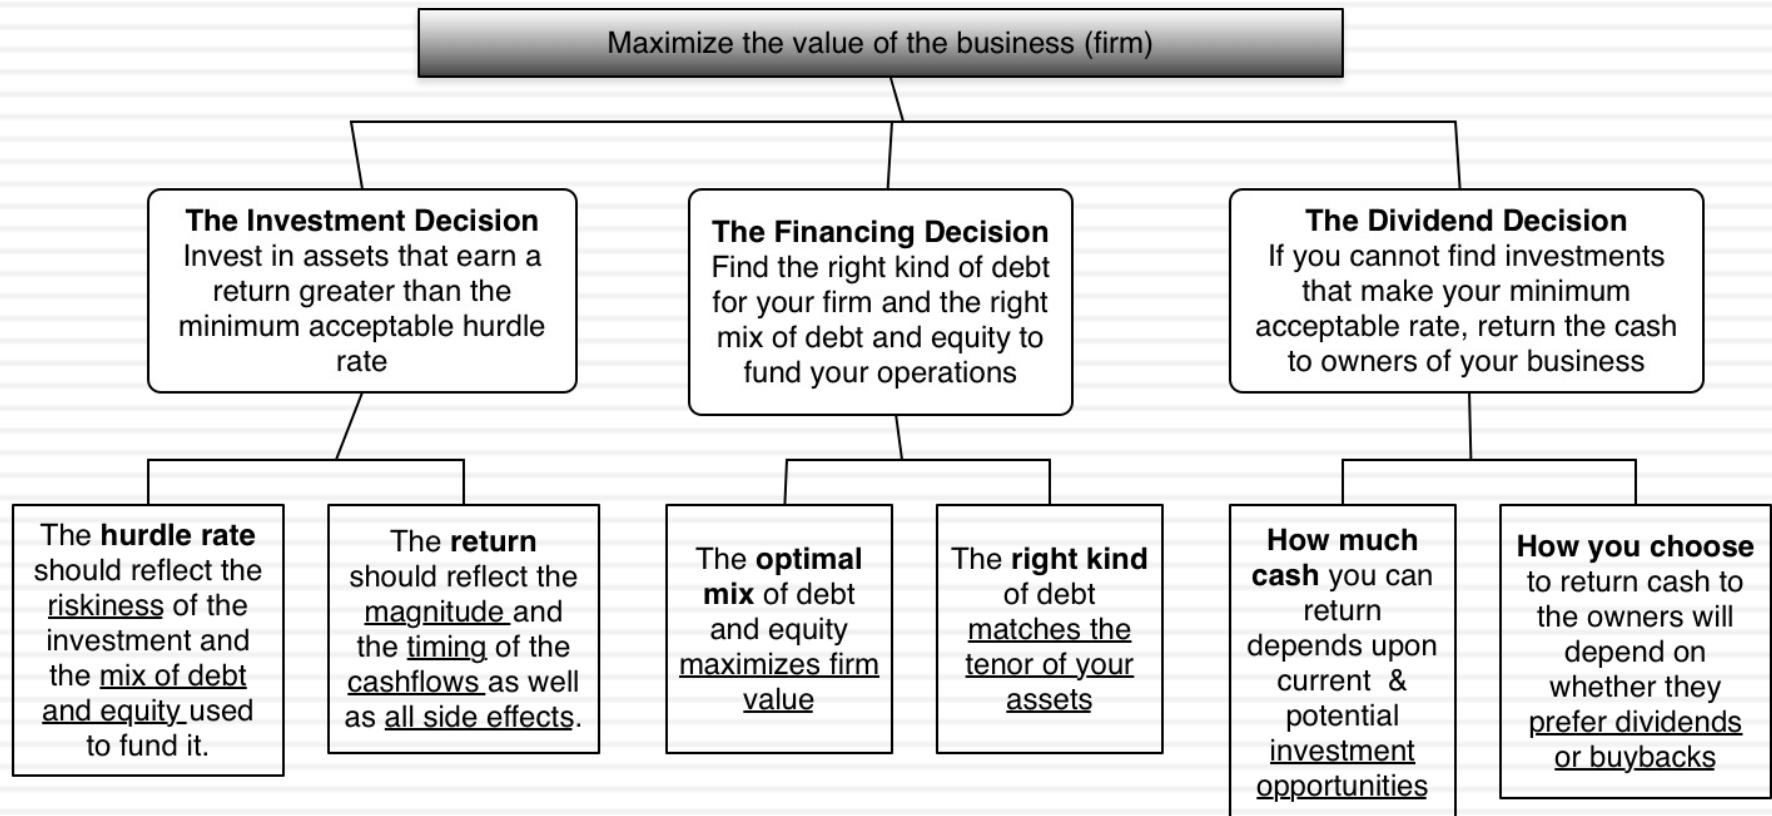 Maximize the value of the business (firm)
The Investment Decision
Invest in assets that earn a
return greater than the
minimum acceptable hurdle
rate
The Financing Decision
Find the right kind of debt
for your firm and the right
mix of debt and equity to
fund your operations
The Dividend Decision
If you cannot find investments
that make your minimum
acceptable rate, return the cash
to owners of your business
The hurdle rate
should reflect the
riskiness of the
investment and
the mix of debt
and equity used
to fund it.
The return
should reflect the
magnitude and
the timing of the
cashflows as well
as all side effects.
The optimal
mix of debt
and equity
maximizes firm
value
The right kind
of debt
matches the
tenor of your
assets
How much
cash you can
return
depends upon
current &
potential
investment
opportunities
How you choose
to return cash to
the owners will
depend on
whether they
prefer dividends
or buybacks